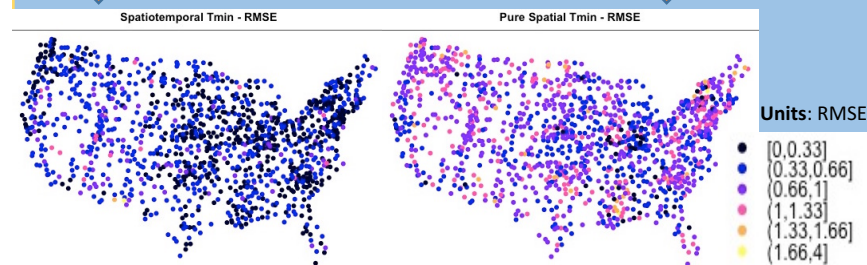 Spatiotemporal Tmin - RMSE
Pure Spatial Tmin - RMSE
Units: RMSE
[0,0.33]
(0.33,0.66]
(0.66,1]
(1,1.33]
(1.33,1.66]
(1.66,4]